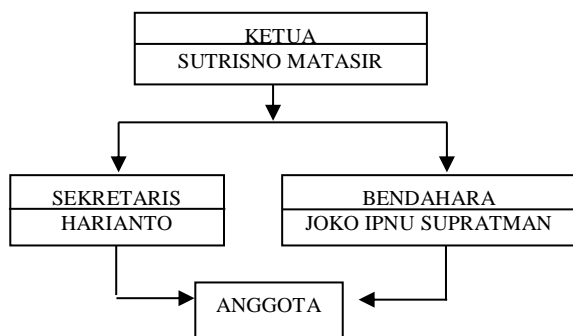 KETUA
SUTRISNO MATASIR
SEKRETARIS
HARIANTO
BENDAHARA
JOKO IPNU SUPRATMAN
ANGGOTA